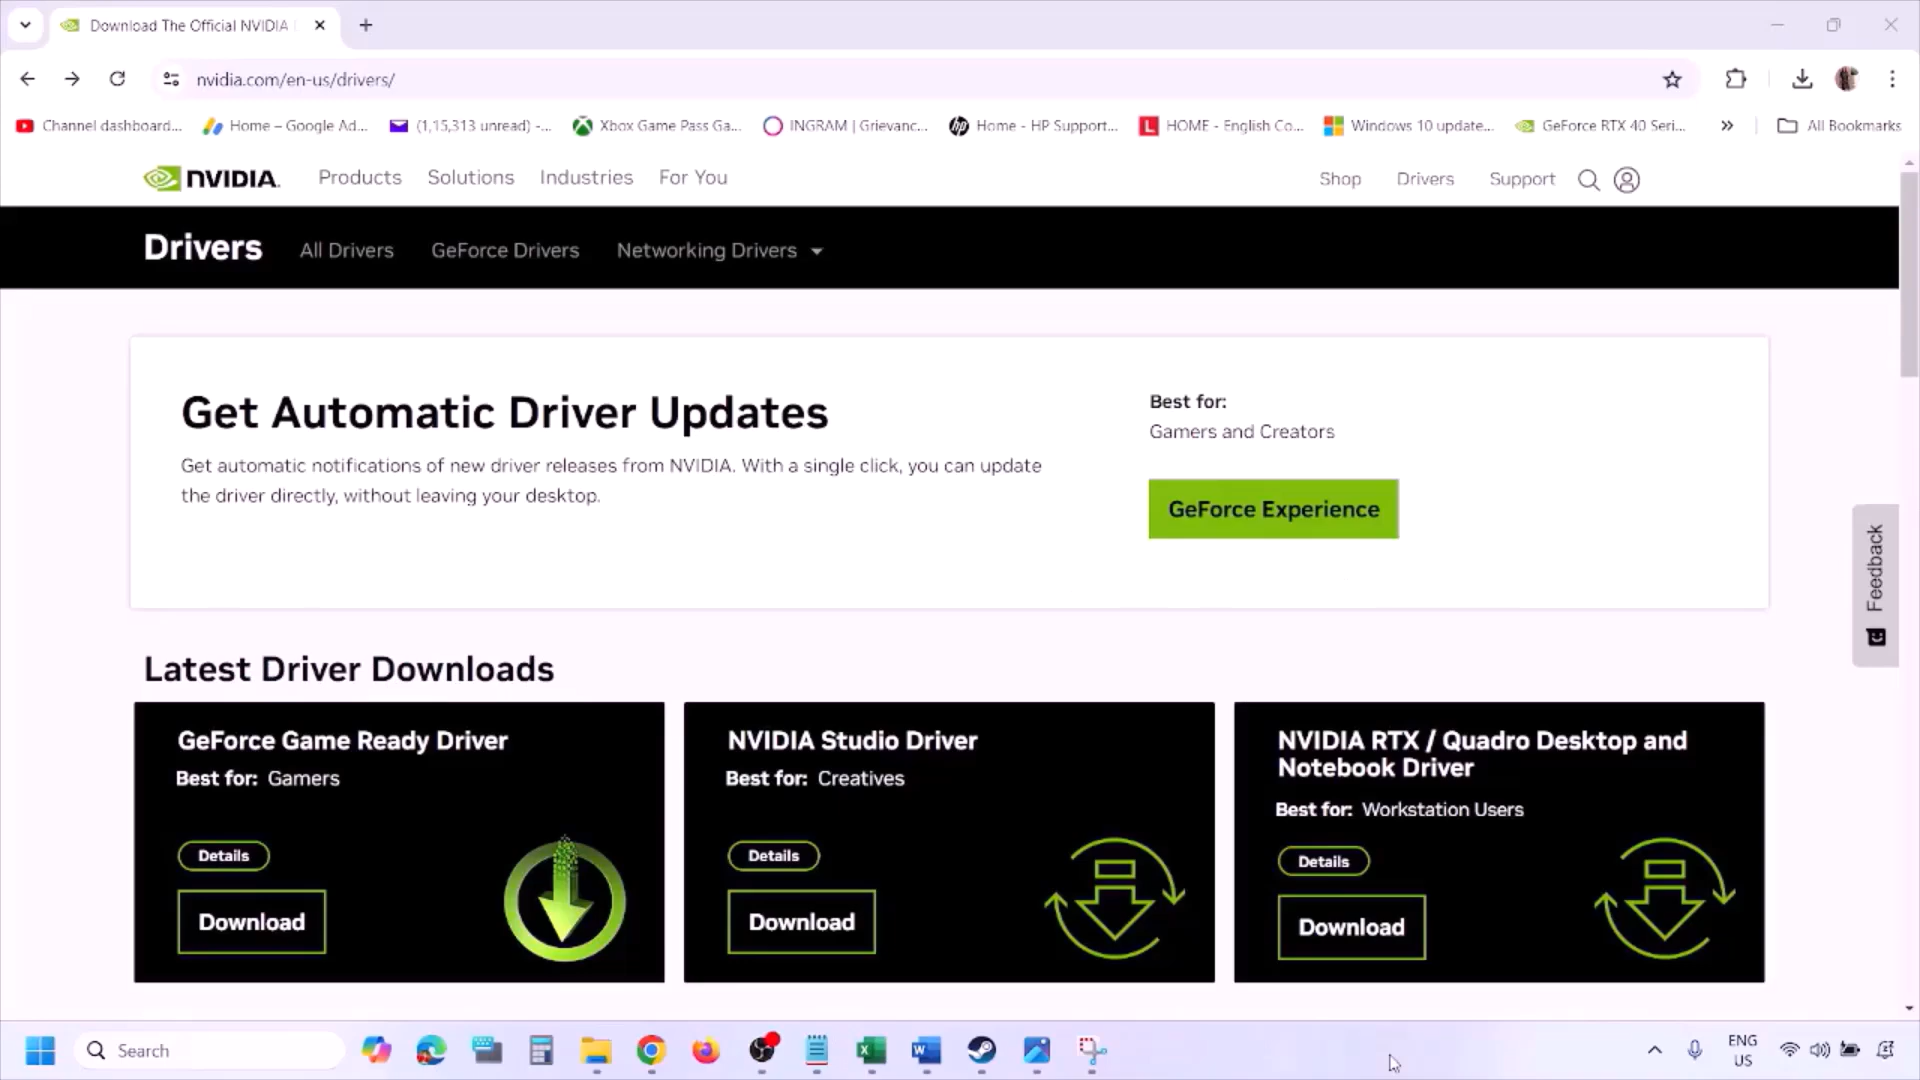 Download The Official NVIDIA
nvidia.com/en-us/drivers/
Channel dashboard...
Home – Google Ad...
(1,15,313 unread) -...
Xbox Game Pass Ga...
INGRAM | Grievanc...
Home - HP Support...
HOME - English Co...
Windows 10 update...
GeForce RTX 40 Seri...
All Bookmarks
NVIDIA.
Products
Solutions
Industries
For You
Shop
Drivers
Support
Drivers
All Drivers
GeForce Drivers
Networking Drivers
Get Automatic Driver Updates
Get automatic notifications of new driver releases from NVIDIA. With a single click, you can update
the driver directly, without leaving your desktop.
Best for:
Gamers and Creators
GeForce Experience
Feedback
Latest Driver Downloads
GeForce Game Ready Driver
Best for: Gamers
Details
Download
NVIDIA Studio Driver
Best for: Creatives
Details
Download
NVIDIA RTX / Quadro Desktop and
Notebook Driver
Best for: Workstation Users
Details
Download
Search
ENG
US